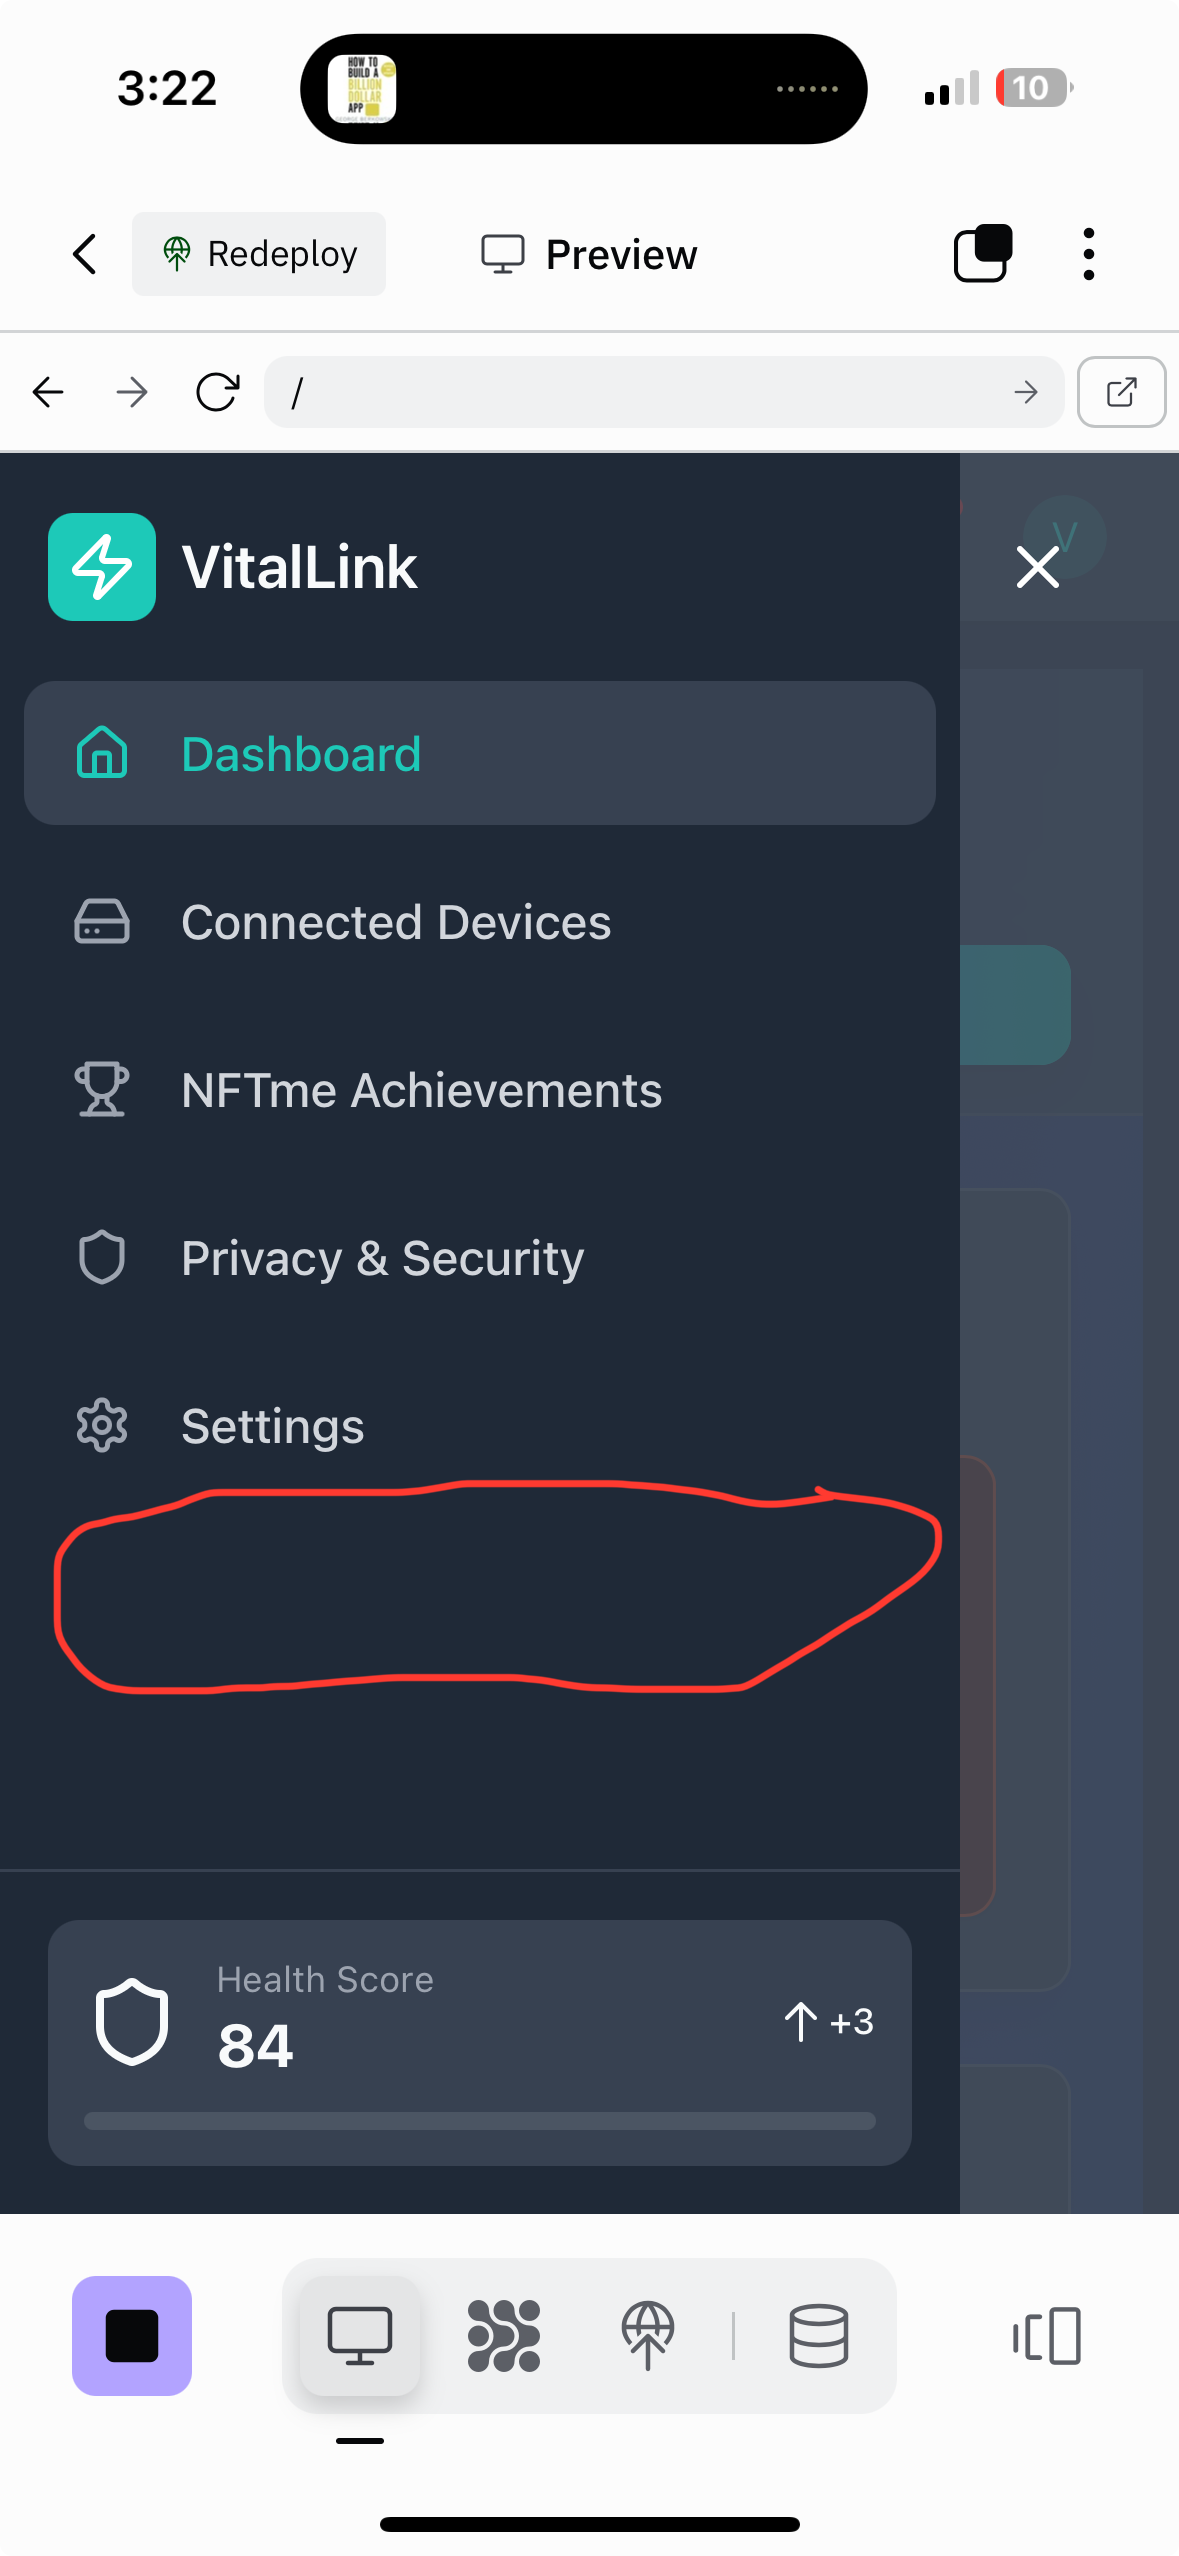 3:22
HOW TO
BUILD A
BILLION
DOLLAR
APP
10
Redeploy
Preview
/
VitalLink
V
Dashboard
Connected Devices
NFTme Achievements
Privacy & Security
Settings
Health Score
84
+3